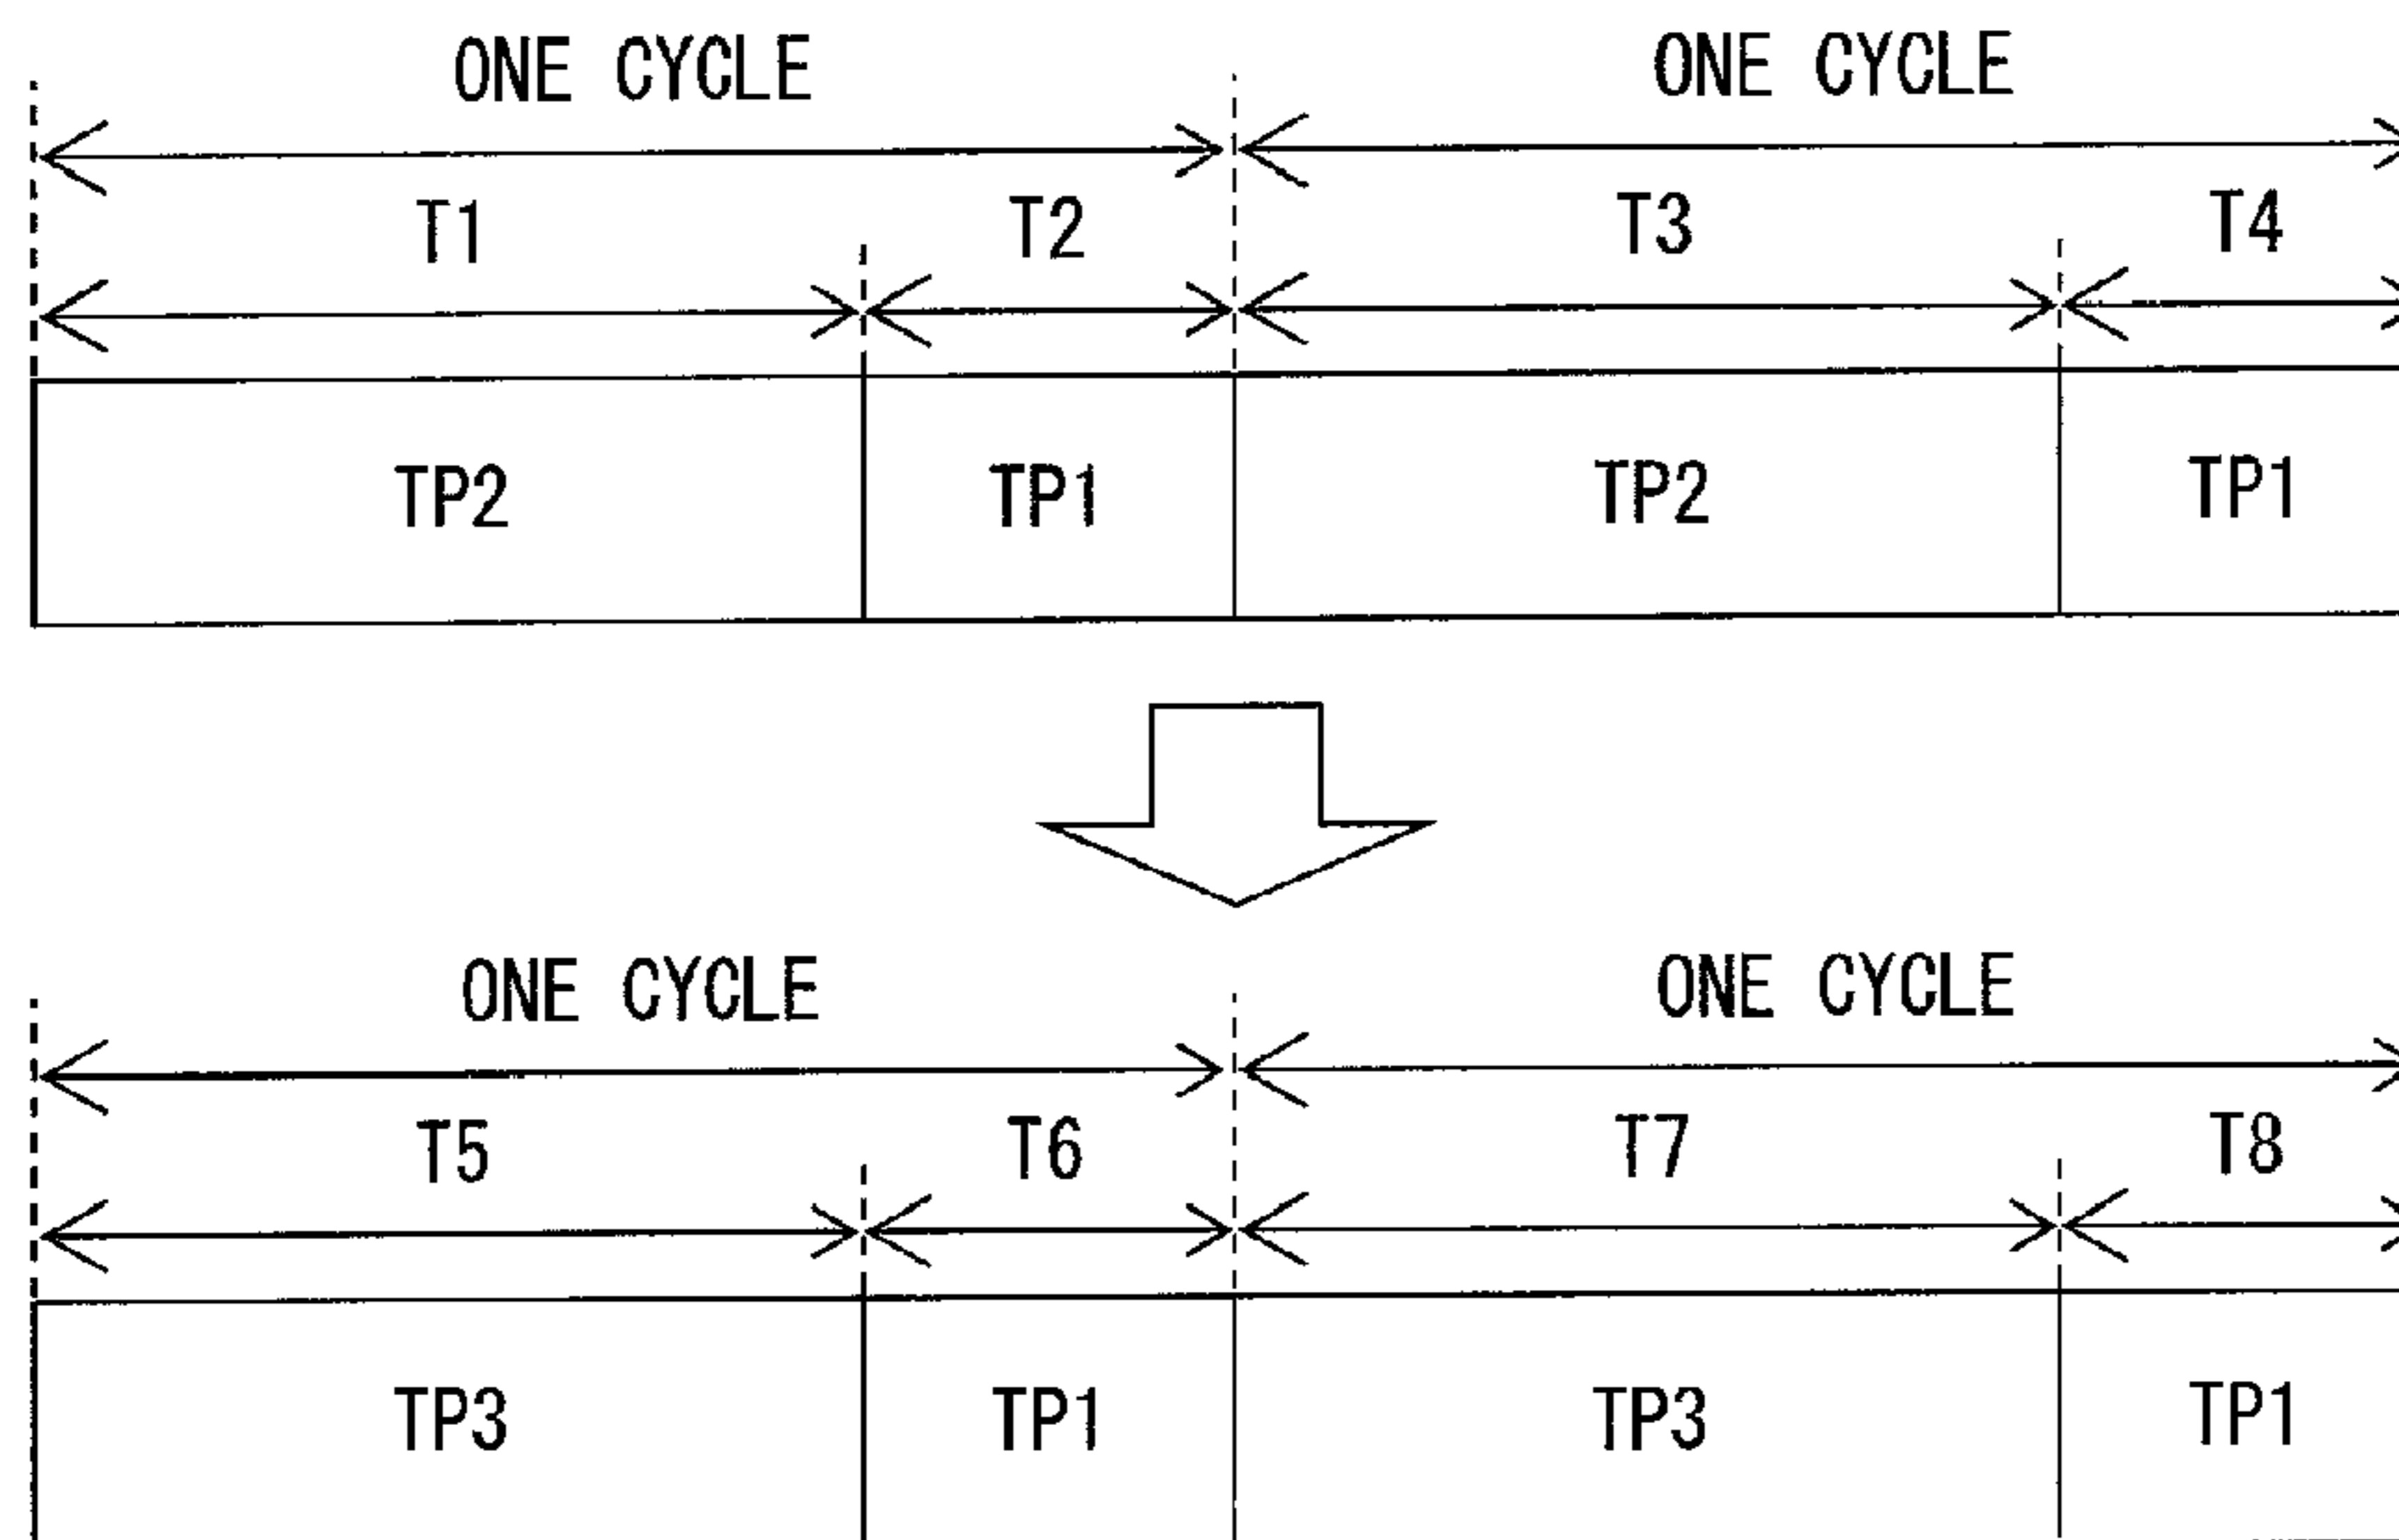 ONE CYCLE ONE CYCLE
T1 T2 T3 T4
TP2 TP1 TP2 TP1
ONE CYCLE ONE CYCLE
T5 T6 T7 T8
TP3 TP1 TP3 TP1